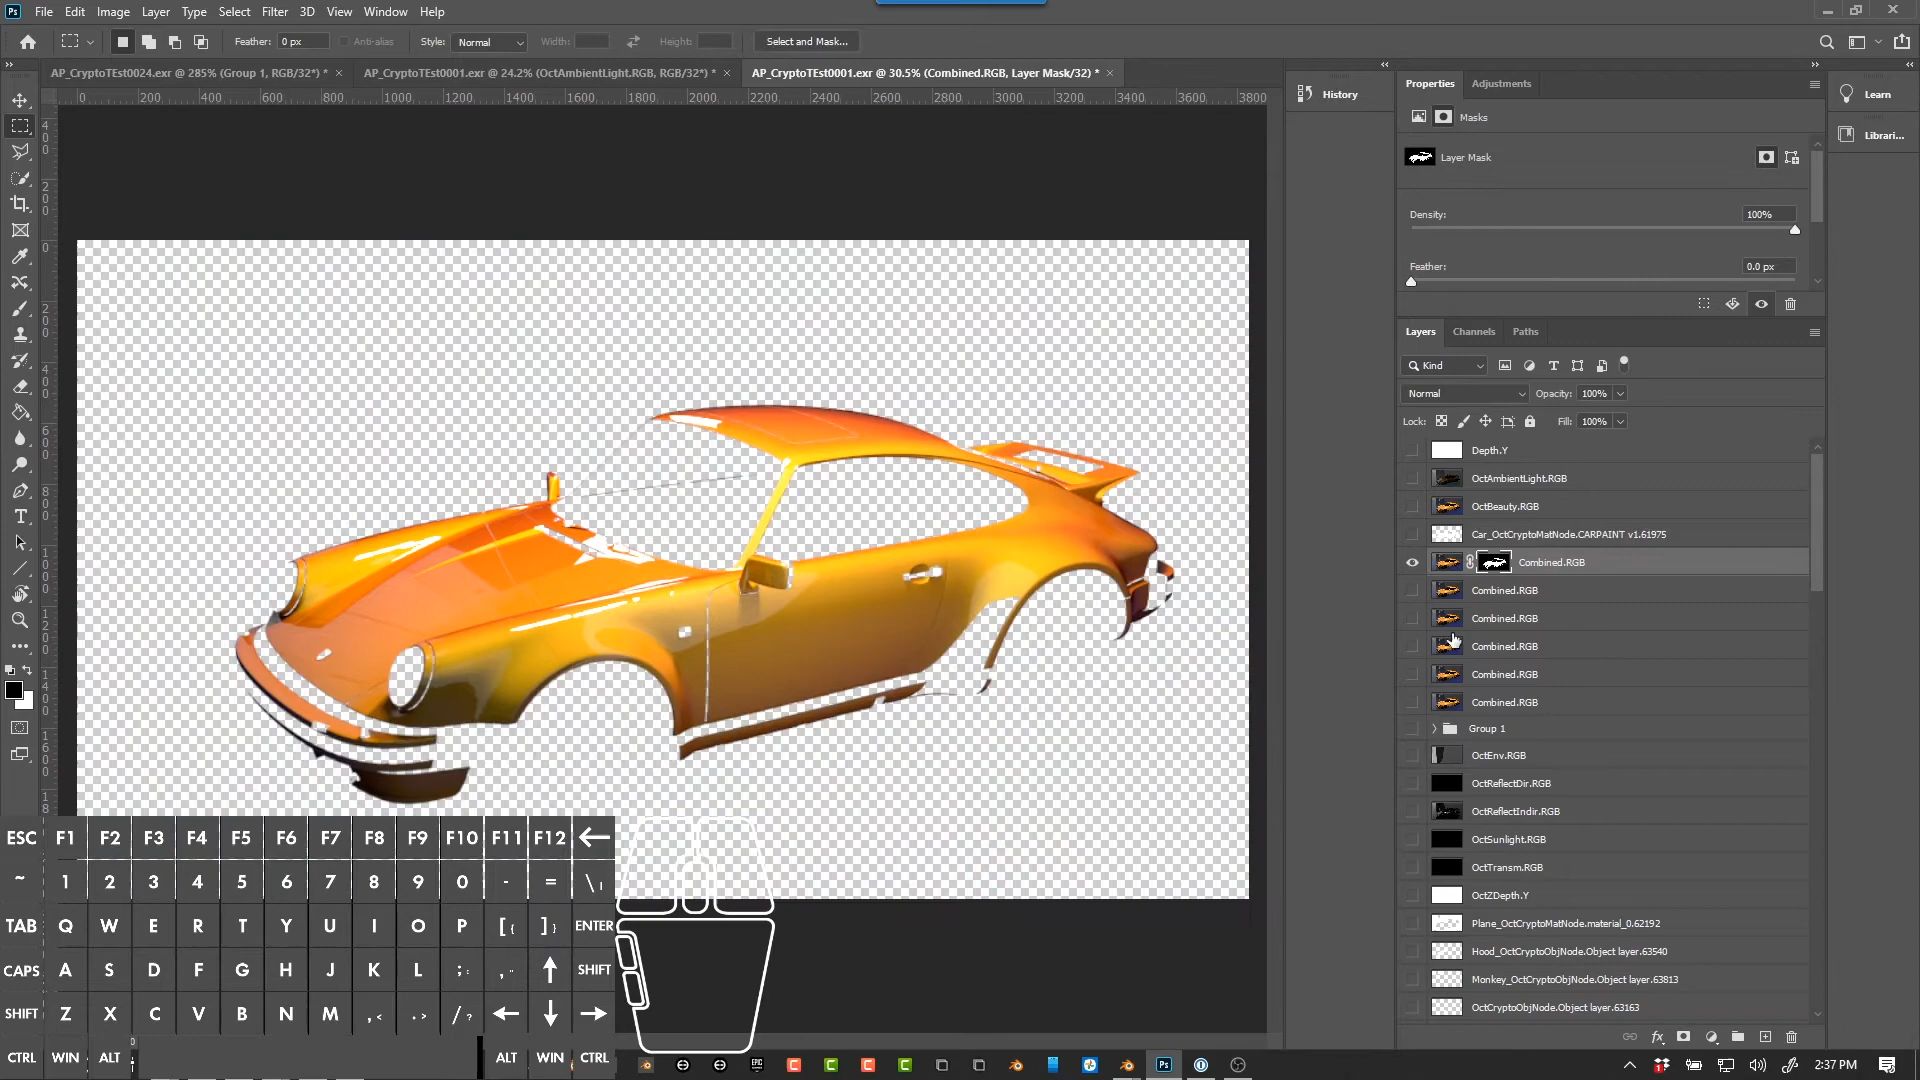 Ps File Edit Image Layer Type Select Filter 3D View Window Help
Feather: 0 px Anti-alias Style: Normal Width: Height: Select and Mask...
AP_CryptoTEst0024.exr @ 285% (Group 1, RGB/32*) * × AP_CryptoTEst0001.exr @ 24.2% (OctAmbientLight.RGB, RGB/32*) * × AP_CryptoTEst0001.exr @ 30.5% (Combined.RGB, Layer Mask/32) * ×
0 200 400 600 800 1000 1200 1400 1600 1800 2000 2200 2400 2600 2800 3000 3200 3400 3600 3800
History
Properties Adjustments
Masks
Layer Mask
Density: 100%
Feather: 0.0 px
Learn
Librari...
Layers Channels Paths
Kind
Normal Opacity: 100%
Lock: Fill: 100%
Depth.Y
OctAmbientLight.RGB
OctBeauty.RGB
Car_OctCryptoMatNode.CARPAINT v1.61975
Combined.RGB
Combined.RGB
Combined.RGB
Combined.RGB
Combined.RGB
Combined.RGB
Group 1
OctEnv.RGB
OctReflectDir.RGB
OctReflectIndir.RGB
OctSunlight.RGB
OctTransm.RGB
OctZDepth.Y
Plane_OctCryptoMatNode.material_0.62192
Hood_OctCryptoObjNode.Object layer.63540
Monkey_OctCryptoObjNode.Object layer.63813
OctCryptoObjNode.Object layer.63163
fx
ESC F1 F2 F3 F4 F5 F6 F7 F8 F9 F10 F11 F12 ←
~ 1 2 3 4 5 6 7 8 9 0 - = \ |
TAB Q W E R T Y U I O P [ { ] } ENTER
CAPS A S D F G H J K L ; : , .. ↑ SHIFT
SHIFT Z X C V B N M , < . > / ? ← ↓ →
CTRL WIN ALT ALT WIN CTRL
EPIC Ps 2:37 PM